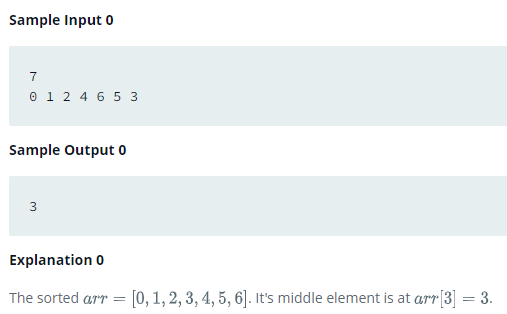 Sample Input 0
7
0 1 2 4 6 5 3
Sample Output 0
3
Explanation 0
The sorted arr = [0, 1, 2, 3, 4, 5, 6]. It's middle element is at arr[3] = 3.